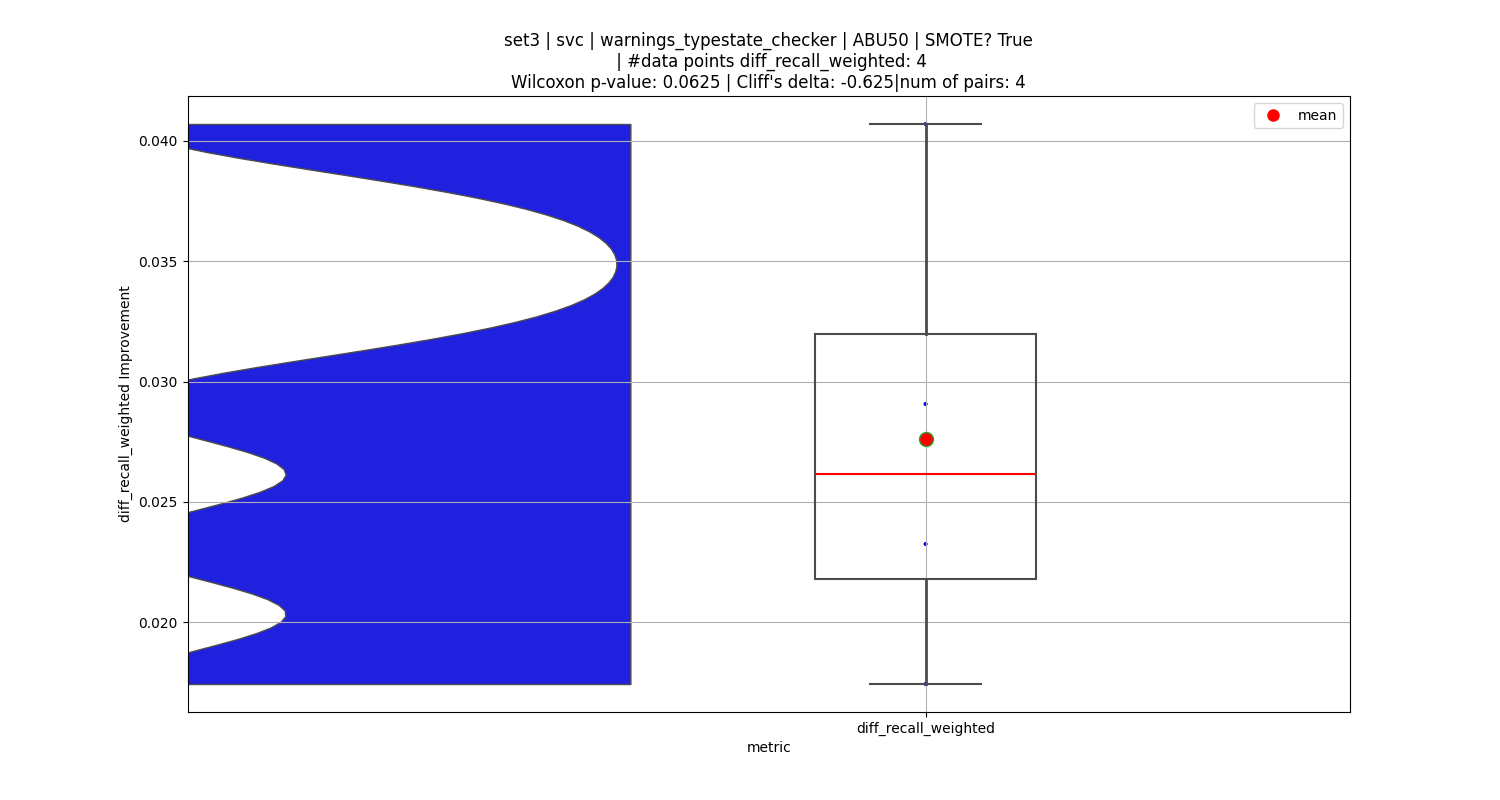 set3 | svc | warnings_typestate_checker | ABU50 | SMOTE? True
| #data points diff_recall_weighted: 4
Wilcoxon p-value: 0.0625 | Cliff's delta: -0.625|num of pairs: 4
mean
0.040
0.035
0.030
0.025
0.020
diff_recall_weighted Improvement
diff_recall_weighted
metric